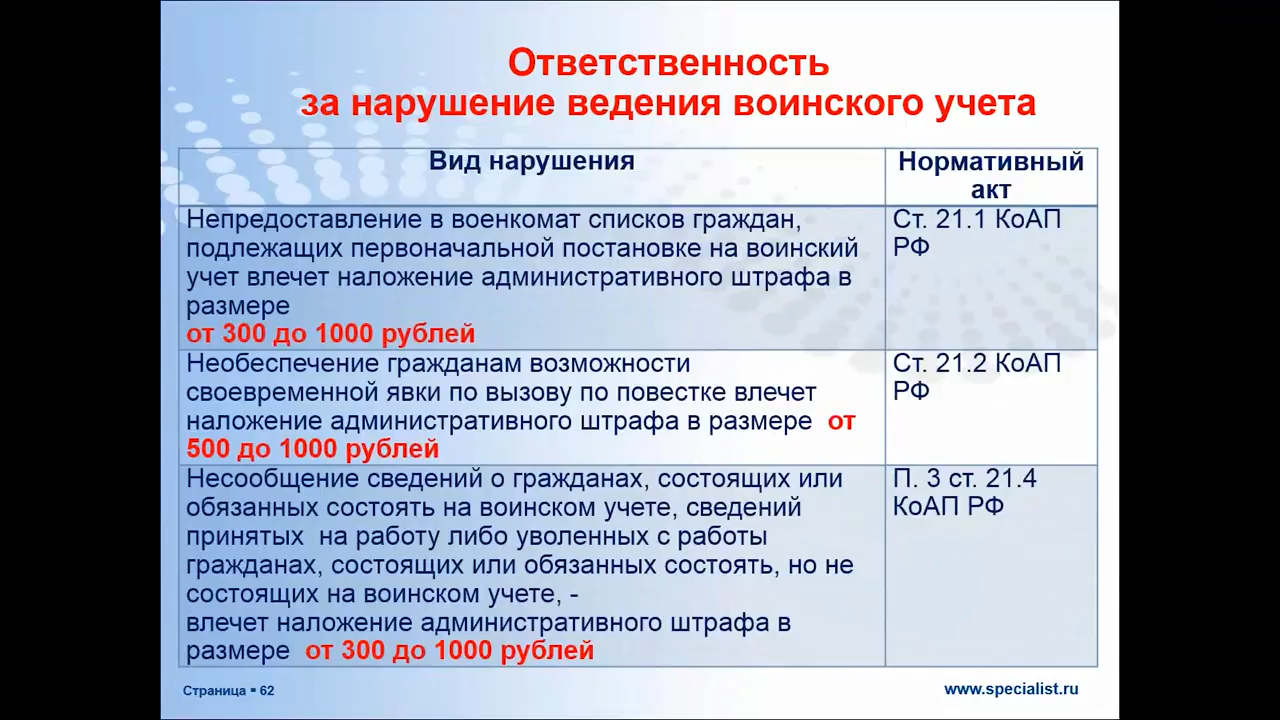 Ответственность
за нарушение ведения воинского учета
Вид нарушения
Нормативный
акт
Непредоставление в военкомат списков граждан,
подлежащих первоначальной постановке на воинский
учет влечет наложение административного штрафа в
размере
от 300 до 1000 рублей
Ст. 21.1 КоАП
РФ
Необеспечение гражданам возможности
своевременной явки по вызову по повестке влечет
наложение административного штрафа в размере от
500 до 1000 рублей
Ст. 21.2 КоАП
РФ
Несообщение сведений о гражданах, состоящих или
обязанных состоять на воинском учете, сведений
принятых на работу либо уволенных с работы
гражданах, состоящих или обязанных состоять, но не
состоящих на воинском учете, -
влечет наложение административного штрафа в
размере от 300 до 1000 рублей
П. 3 ст. 21.4
КоАП РФ
Страница ▪ 62
www.specialist.ru